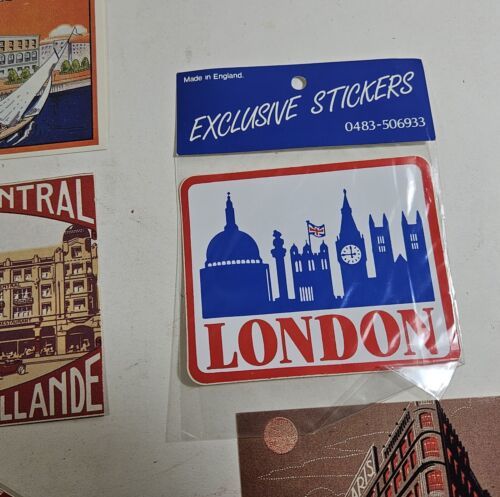 Made in England.
EXCLUSIVE STICKERS
0483-506933
LONDON
NTRAL
LLANDE